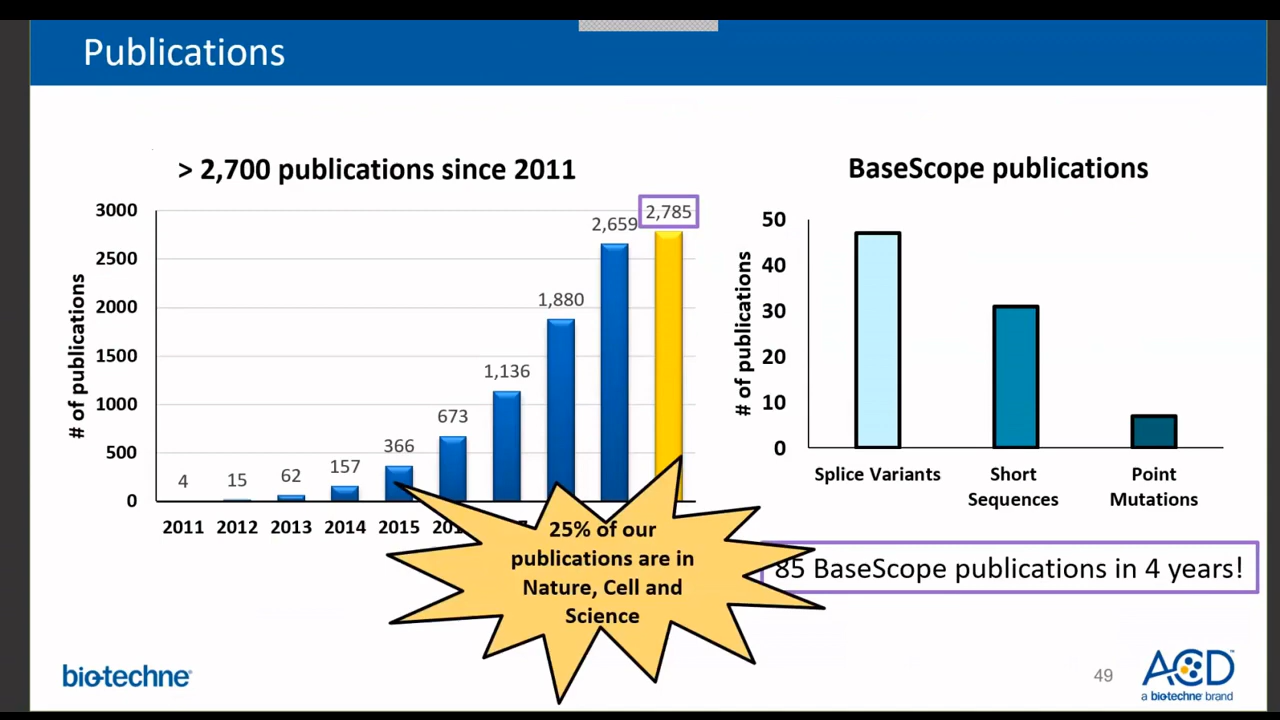 Publications
> 2,700 publications since 2011
# of publications
3000
2500
2000
1500
1000
500
0
4
15
62
157
366
673
1,136
1,880
2,659
2,785
2011 2012 2013 2014 2015
BaseScope publications
# of publications
50
40
30
20
10
0
Splice Variants
Short
Sequences
Point
Mutations
25% of our
publications are in
Nature, Cell and
Science
85 BaseScope publications in 4 years!
bio-techne
49
ACD
a biotechne brand